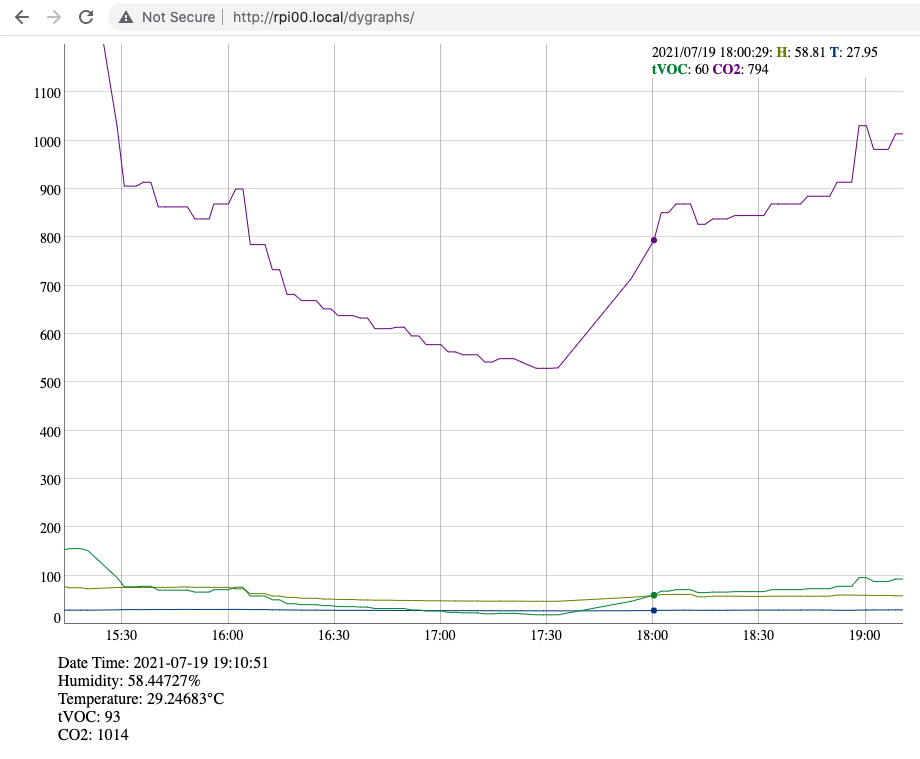 Not Secure | http://rpi00.local/dygraphs/
2021/07/19 18:00:29: H: 58.81 T: 27.95
tVOC: 60 CO2: 794
1100
1000
900
800
700
600
500
400
300
200
100
0
15:30 16:00 16:30 17:00 17:30 18:00 18:30 19:00
Date Time: 2021-07-19 19:10:51
Humidity: 58.44727%
Temperature: 29.24683°C
tVOC: 93
CO2: 1014